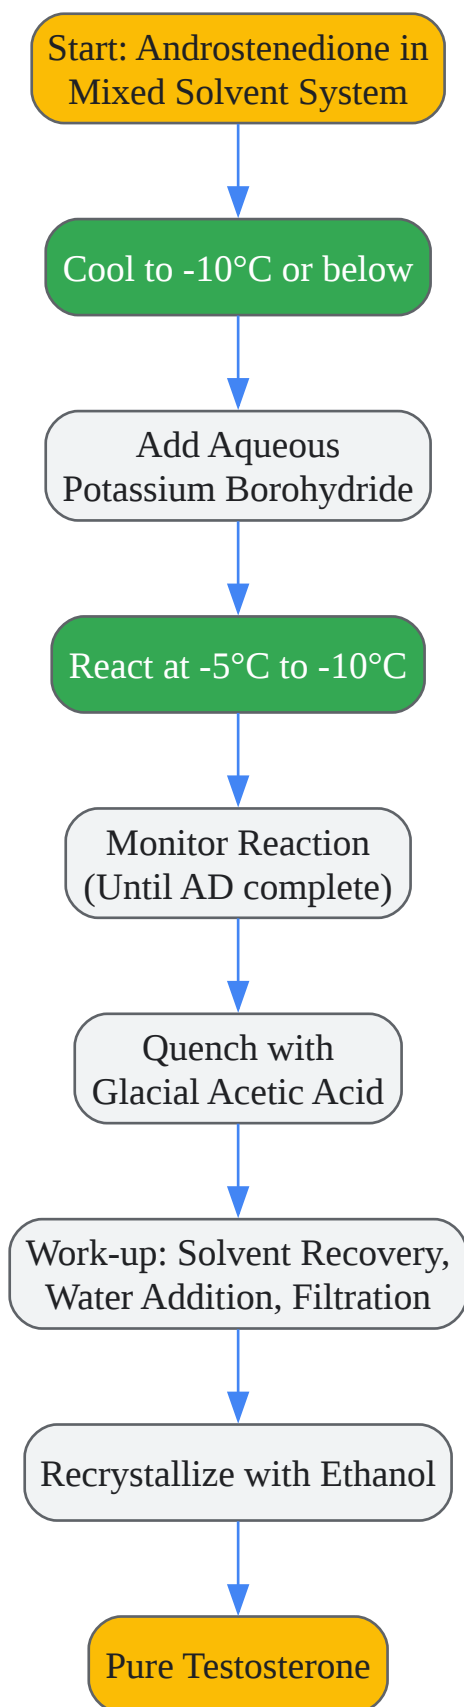 Start: Androstenedione in
Mixed Solvent System
Cool to -10°C or below
Add Aqueous
Potassium Borohydride
React at -5°C to -10°C
Monitor Reaction
(Until AD complete)
Quench with
Glacial Acetic Acid
Work-up: Solvent Recovery,
Water Addition, Filtration
Recrystallize with Ethanol
Pure Testosterone